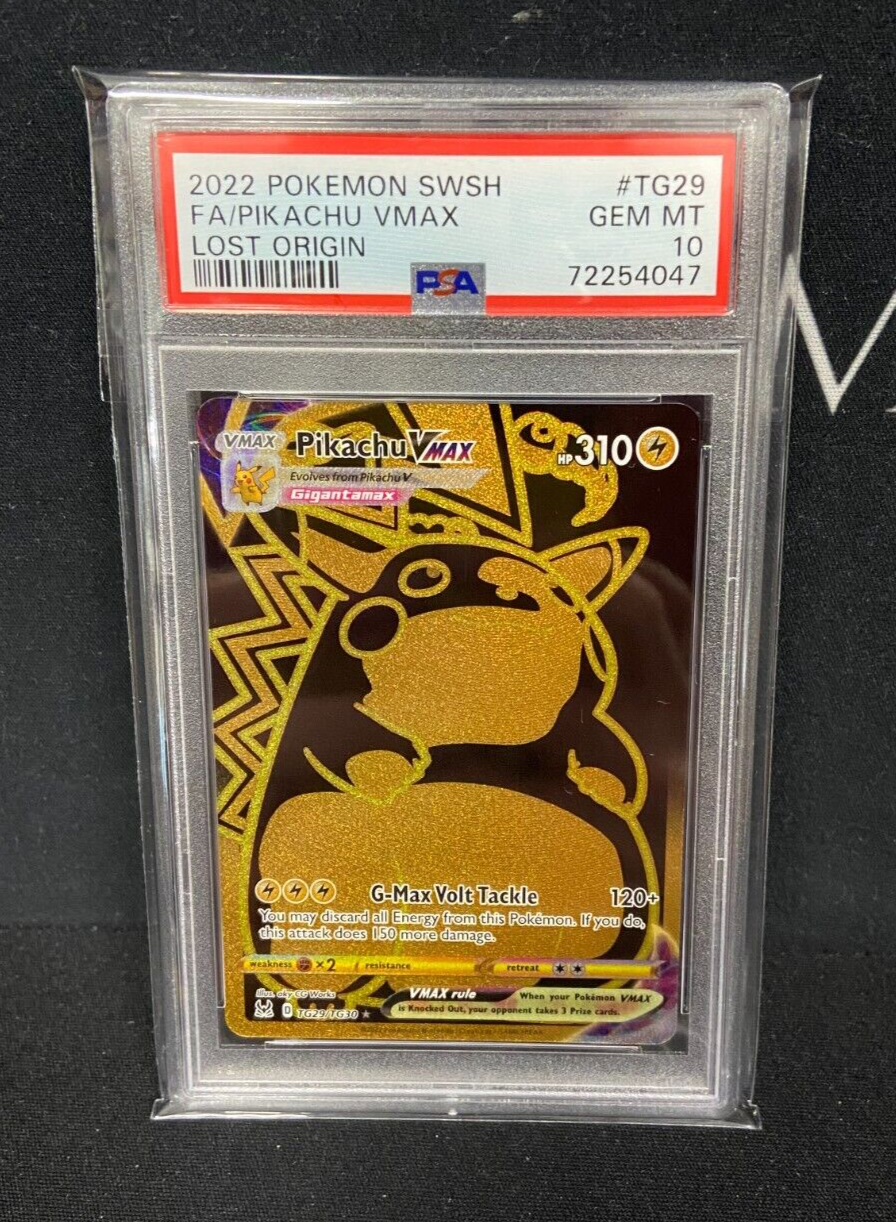 2022 POKEMON SWSH #TG29
FA/PIKACHU VMAX GEM MT
LOST ORIGIN 10
PSA 72254047
VMAX Pikachu VMAX HP 310
Evolves from Pikachu V
Gigantamax
G-Max Volt Tackle 120+
You may discard all Energy from this Pokémon. If you do,
this attack does 150 more damage.
weakness ×2 resistance retreat
Illus. aky CG Works
VMAX rule When your Pokémon VMAX
is Knocked Out, your opponent takes 3 Prize cards.
D TG29/TG30 ★